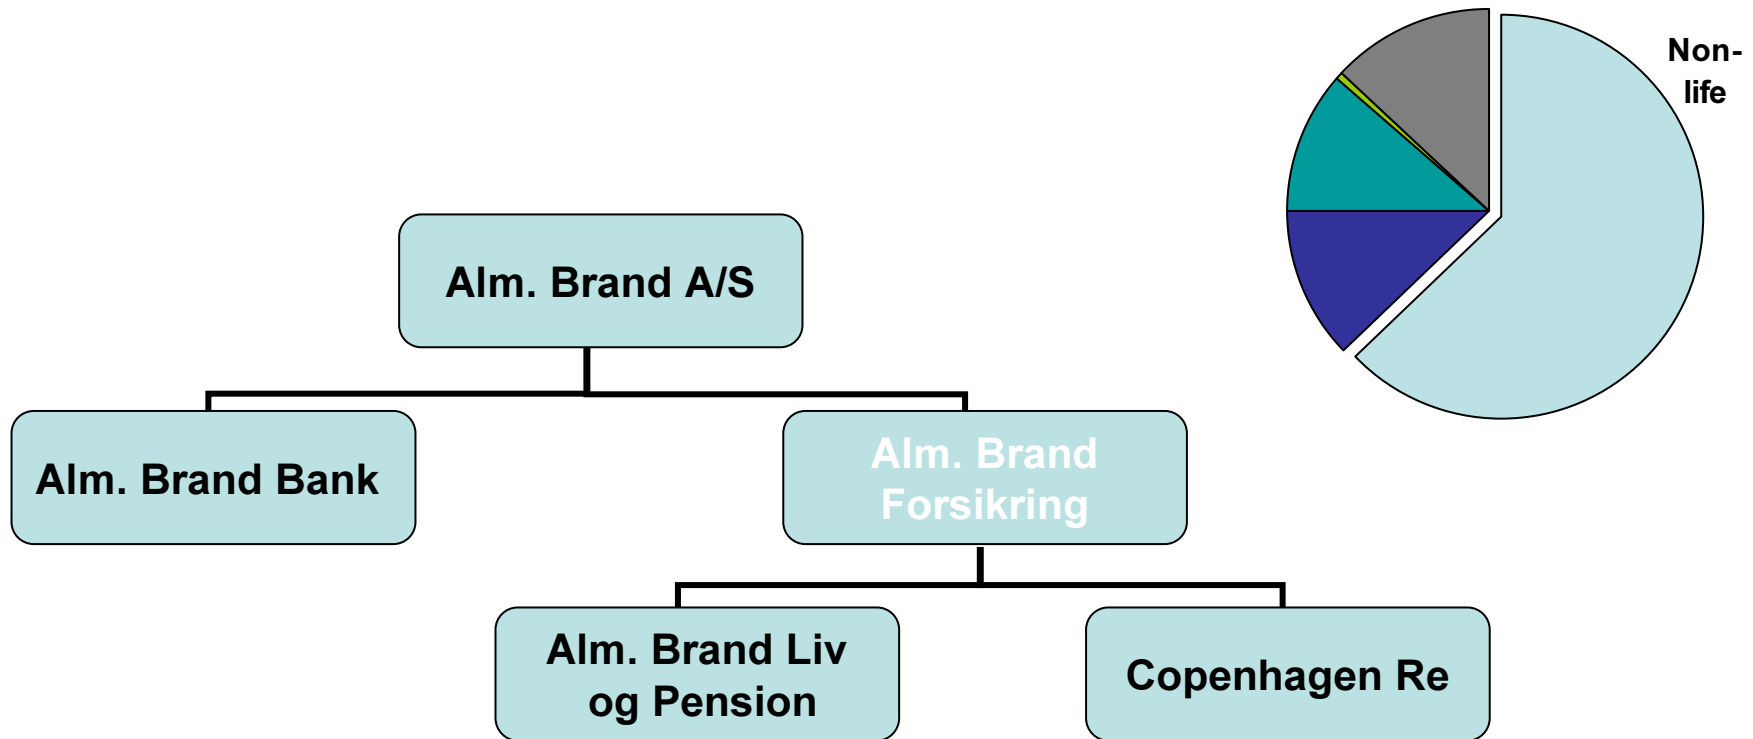 Non-
life
Alm. Brand A/S
Alm. Brand Bank
Alm. Brand
Forsikring
Alm. Brand Liv
og Pension
Copenhagen Re